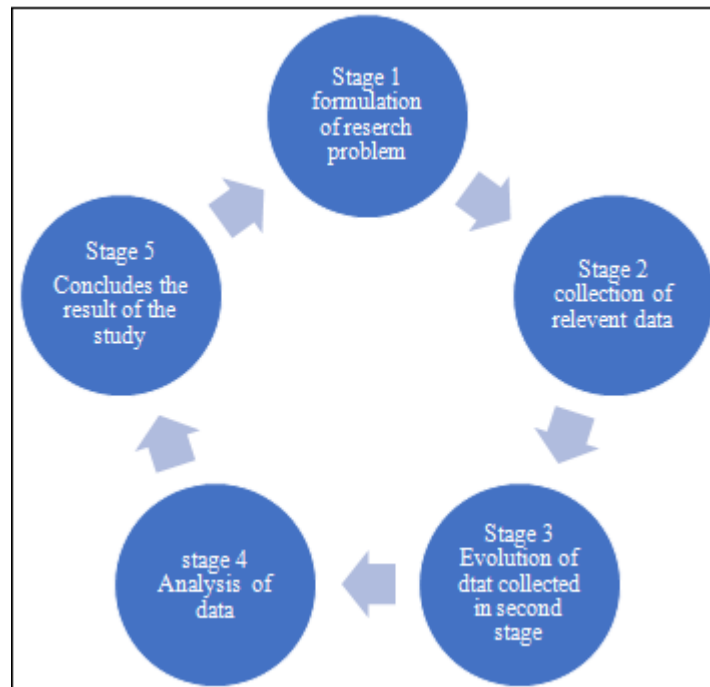 Stage 1
formulation
of reserch
problem
Stage 2
collection of
relevent data
Stage 3
Evolution of
dtat collected
in second
stage
stage 4
Analysis of
data
Stage 5
Concludes the
result of the
study